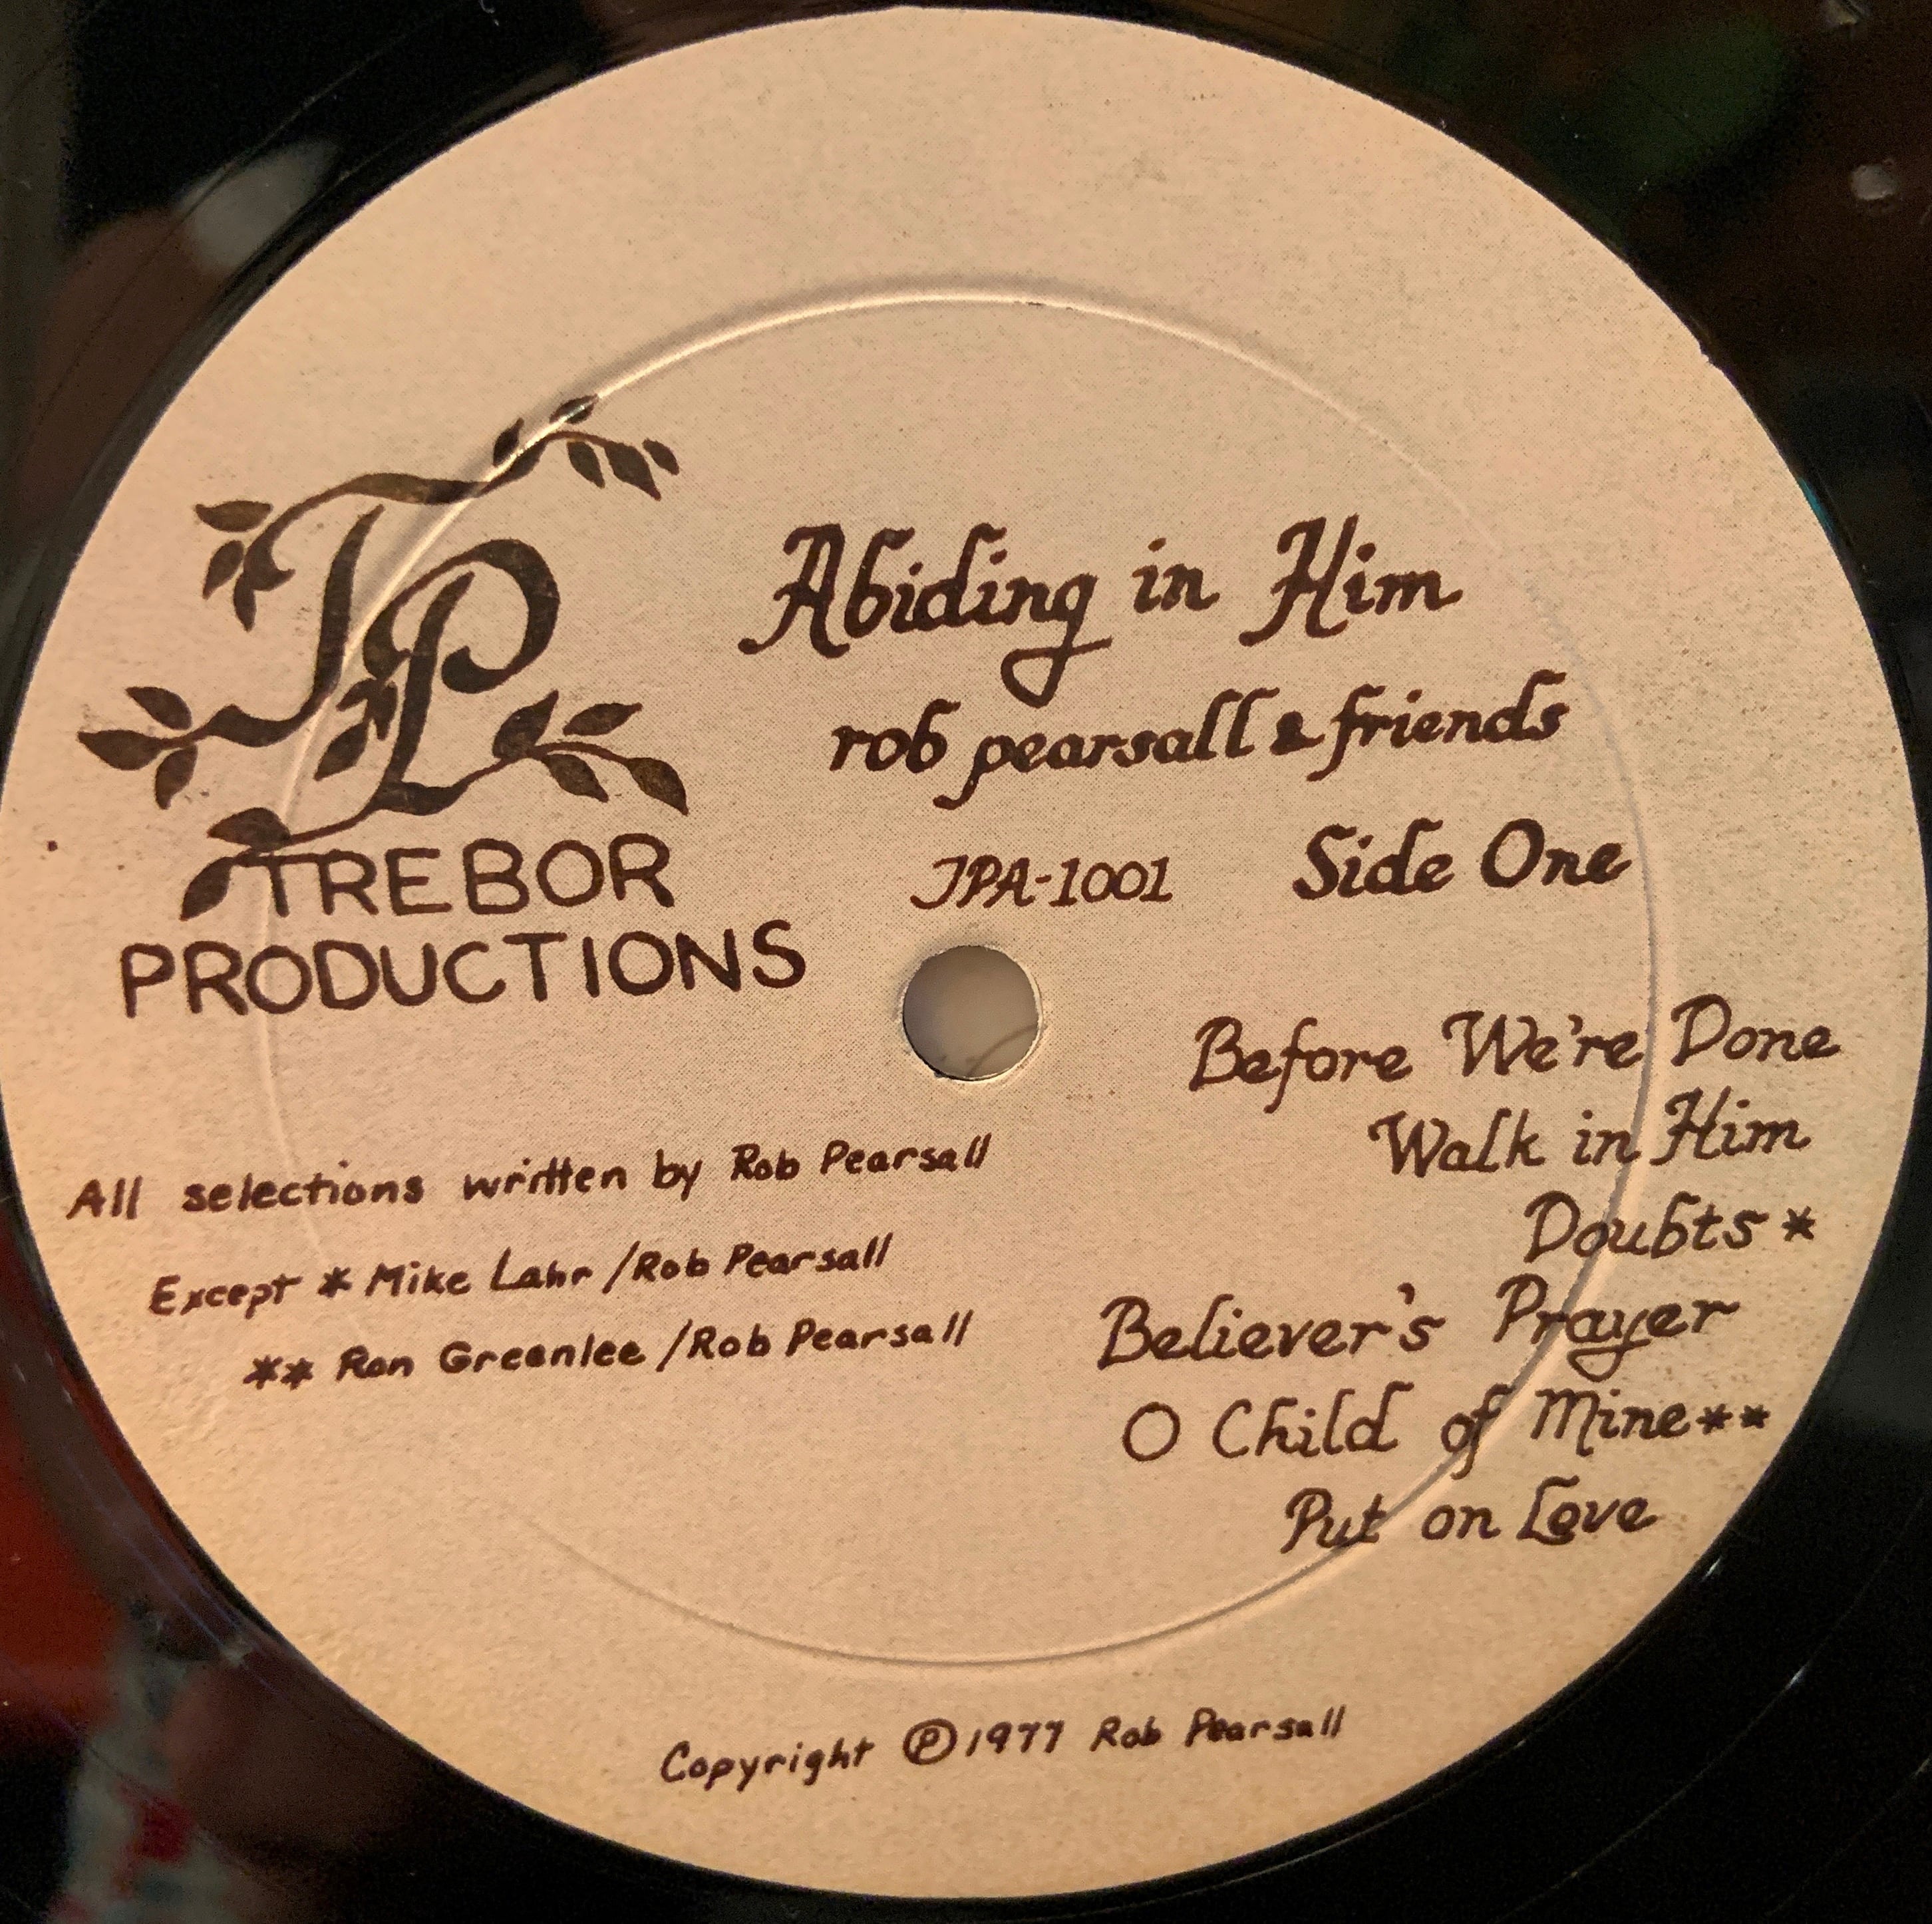 TP
TREBOR
PRODUCTIONS
Abiding in Him
rob pearsall & friends
TPA-1001 Side One
Before We're Done
Walk in Him
Doubts *
Believer's Prayer
O Child of Mine **
Put on Love
All selections written by Rob Pearsall
Except * Mike Lahr / Rob Pearsall
** Ron Greenlee / Rob Pearsall
Copyright ℗ 1977 Rob Pearsall